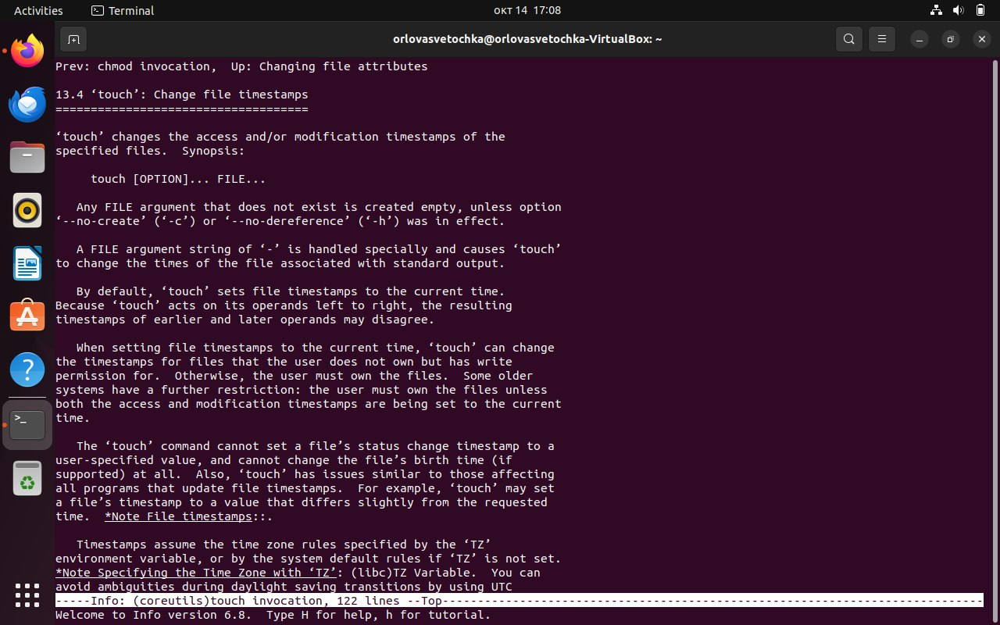 Activities
Terminal
окт 14 17:08
orlovasvetochka@orlovasvetochka-VirtualBox: ~
Prev: chmod invocation,  Up: Changing file attributes
13.4 ‘touch’: Change file timestamps
====================================
‘touch’ changes the access and/or modification timestamps of the
specified files.  Synopsis:
touch [OPTION]... FILE...
Any FILE argument that does not exist is created empty, unless option
‘--no-create’ (‘-c’) or ‘--no-dereference’ (‘-h’) was in effect.
A FILE argument string of ‘-’ is handled specially and causes ‘touch’
to change the times of the file associated with standard output.
By default, ‘touch’ sets file timestamps to the current time.
Because ‘touch’ acts on its operands left to right, the resulting
timestamps of earlier and later operands may disagree.
When setting file timestamps to the current time, ‘touch’ can change
the timestamps for files that the user does not own but has write
permission for.  Otherwise, the user must own the files.  Some older
systems have a further restriction: the user must own the files unless
both the access and modification timestamps are being set to the current
time.
The ‘touch’ command cannot set a file’s status change timestamp to a
user-specified value, and cannot change the file’s birth time (if
supported) at all.  Also, ‘touch’ has issues similar to those affecting
all programs that update file timestamps.  For example, ‘touch’ may set
a file’s timestamp to a value that differs slightly from the requested
time.  *Note File timestamps::.
Timestamps assume the time zone rules specified by the ‘TZ’
environment variable, or by the system default rules if ‘TZ’ is not set.
*Note Specifying the Time Zone with ‘TZ’: (libc)TZ Variable.  You can
avoid ambiguities during daylight saving transitions by using UTC
-----Info: (coreutils)touch invocation, 122 lines --Top-----------------------------------------------------------------------------
Welcome to Info version 6.8.  Type H for help, h for tutorial.